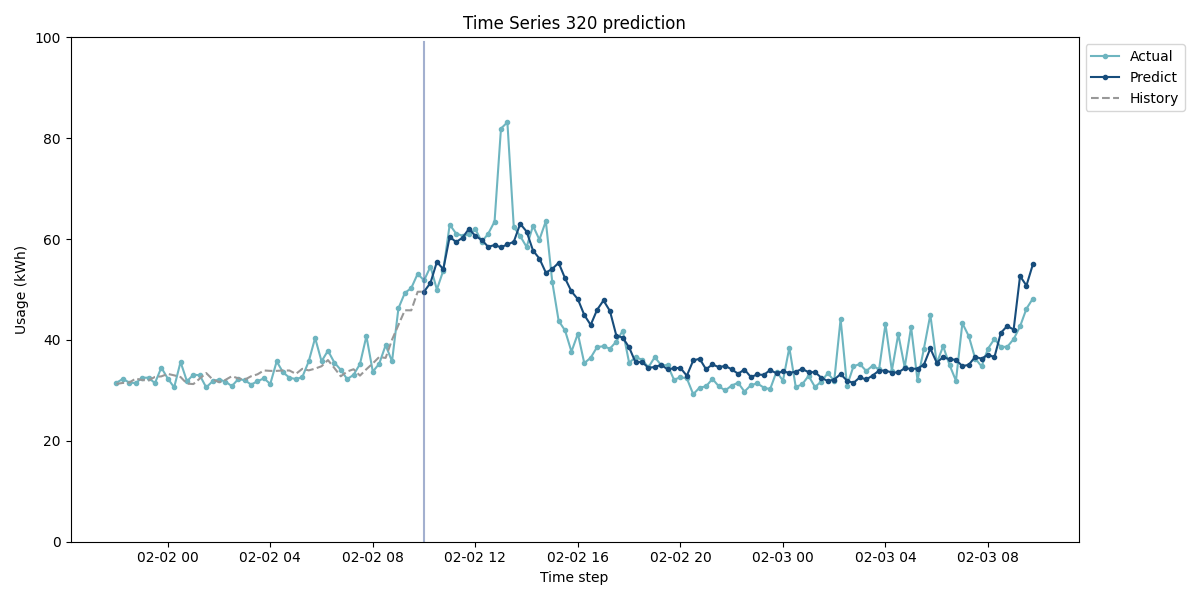 Time Series 320 prediction
Usage (kWh)
100
80
60
40
20
0
02-02 00
02-02 04
02-02 08
02-02 12
02-02 16
02-02 20
02-03 00
02-03 04
02-03 08
Time step
Actual
Predict
History